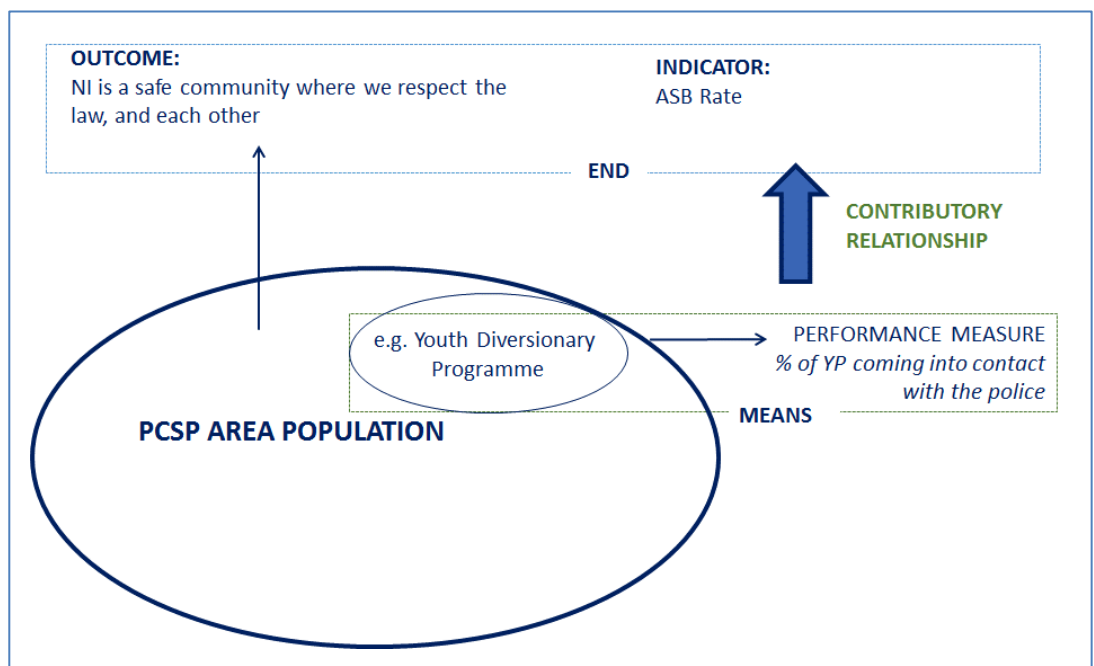 OUTCOME:
NI is a safe community where we respect the
law, and each other
INDICATOR:
ASB Rate
END
CONTRIBUTORY
RELATIONSHIP
e.g. Youth Diversionary
Programme
PERFORMANCE MEASURE
% of YP coming into contact
with the police
MEANS
PCSP AREA POPULATION